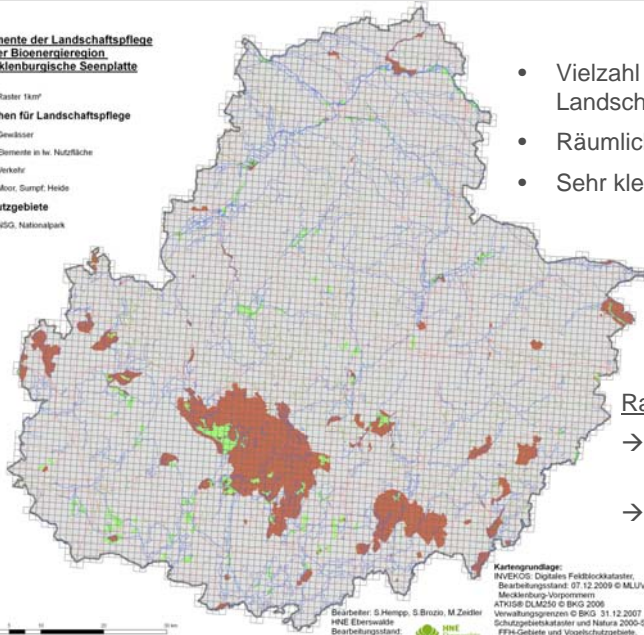 mente der Landschaftspflege
er Bioenergieregion
klenburgische Seenplatte
Raster 1km²
hen für Landschaftspflege
Gewässer
Elemente in lw. Nutzfläche
Verkehr
Moor, Sumpf, Heide
utzgebiete
NSG, Nationalpark
• Vielzahl
Landsch
• Räumlic
• Sehr kle
Ra
→
→
Kartengrundlage:
INVEKOS: Digitales Feldblockkataster,
Bearbeitungsstand: 07.12.2009 © MLUV
Mecklenburg-Vorpommern
ATKIS® DLM250 © BKG 2006
Verwaltungsgrenzen © BKG 31.12.2007
Schutzgebietskataster und Natura 2000-
FFH-Gebiete und Vogelschutzgebiete
Bearbeiter: S.Hempp, S.Brozio, M.Zeidler
HNE Eberswalde
Bearbeitungsstand:
HNE